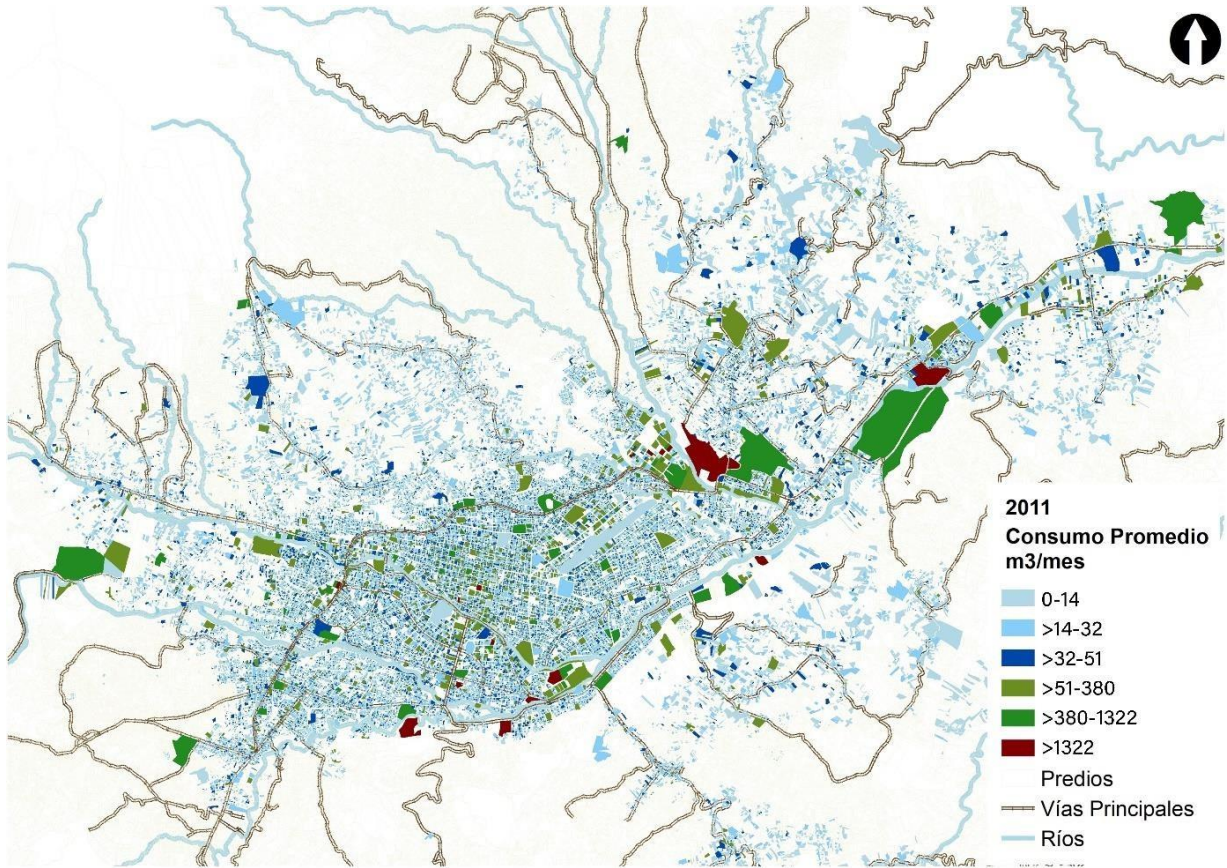 2011
Consumo Promedio
m3/mes
0-14
>14-32
>32-51
>51-380
>380-1322
>1322
Predios
Vías Principales
Ríos